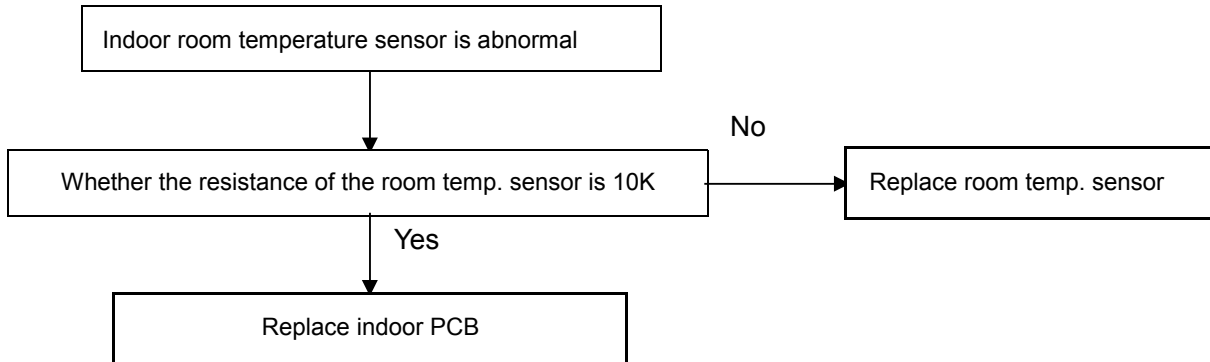 Indoor room temperature sensor is abnormal
No
Whether the resistance of the room temp. sensor is 10K
Replace room temp. sensor
Yes
Replace indoor PCB